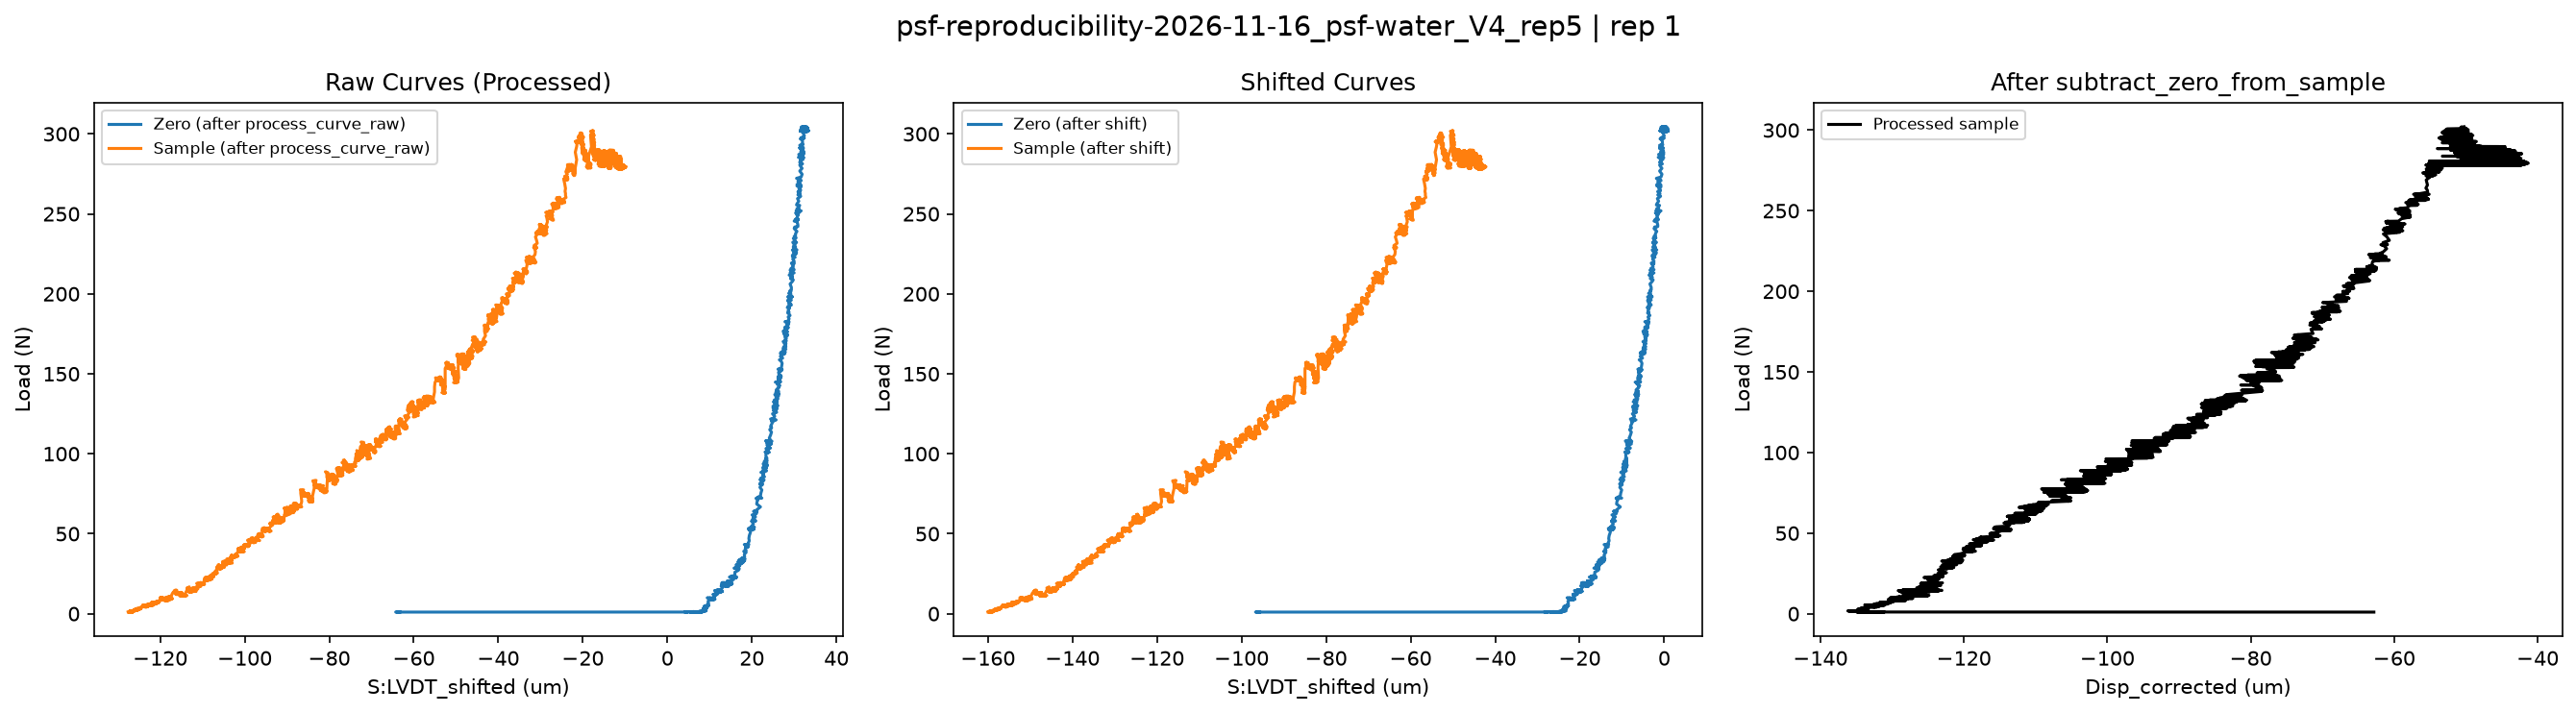 psf-reproducibility-2026-11-16_psf-water_V4_rep5 | rep 1
Raw Curves (Processed)
Zero (after process_curve_raw)
Sample (after process_curve_raw)
300
250
200
150
100
50
0
Load (N)
−120 −100 −80 −60 −40 −20 0 20 40
S:LVDT_shifted (um)
Shifted Curves
Zero (after shift)
Sample (after shift)
300
250
200
150
100
50
0
Load (N)
−160 −140 −120 −100 −80 −60 −40 −20 0
S:LVDT_shifted (um)
After subtract_zero_from_sample
Processed sample
300
250
200
150
100
50
0
Load (N)
−140 −120 −100 −80 −60 −40
Disp_corrected (um)